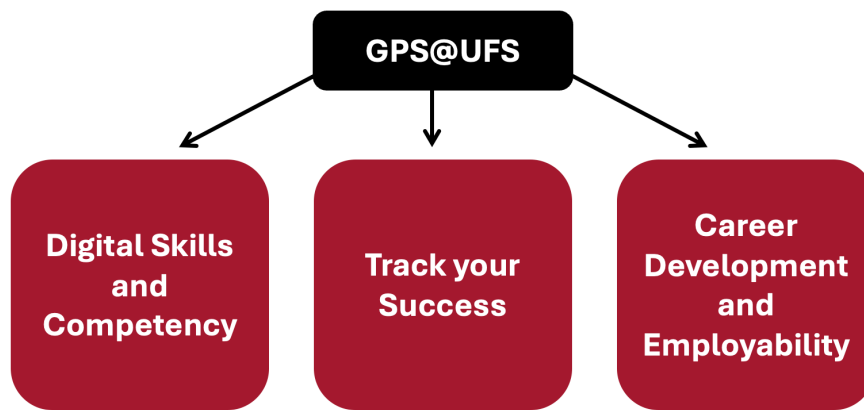 GPS@UFS
Digital Skills
and
Competency
Track your
Success
Career
Development
and
Employability